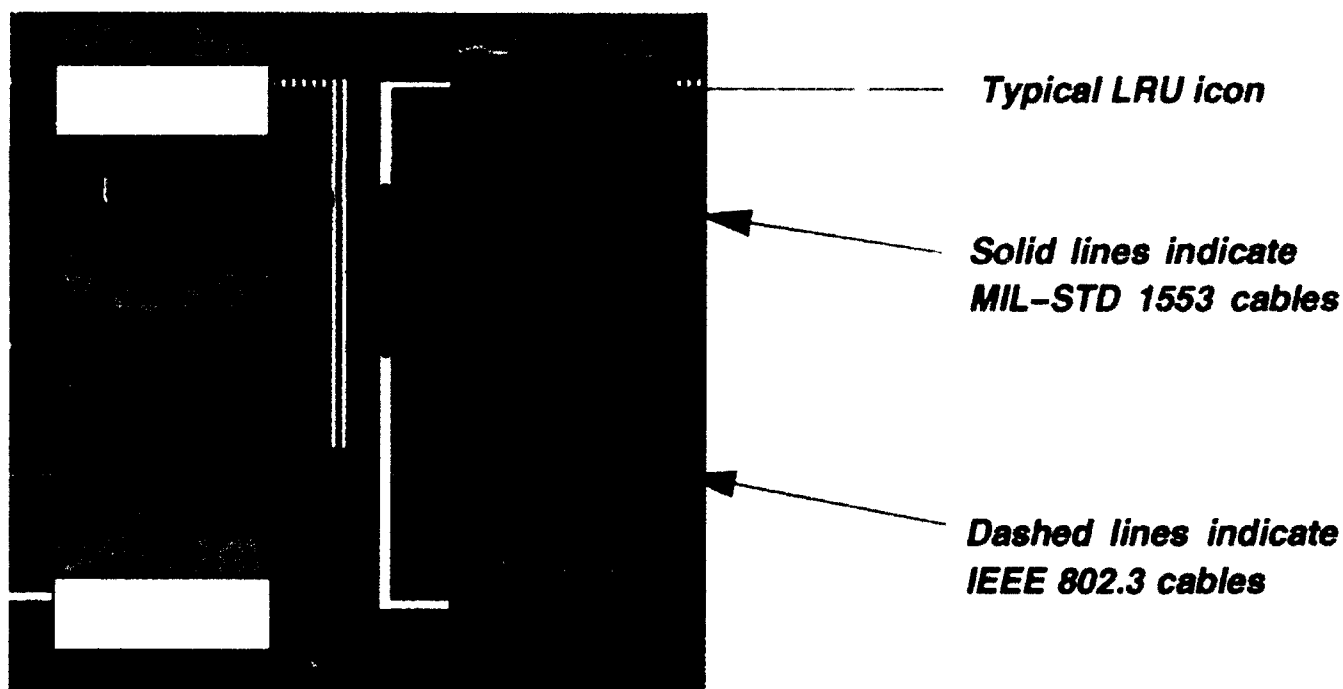 Typical LRU icon
Solid lines indicate
MIL–STD 1553 cables
Dashed lines indicate
IEEE 802.3 cables